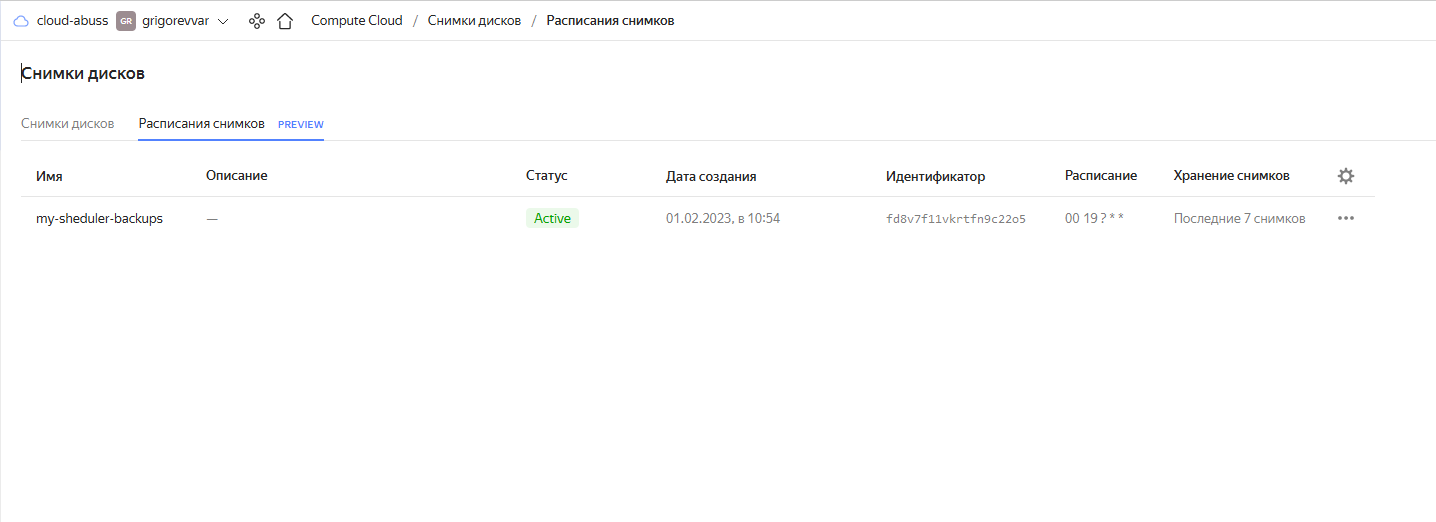 cloud-abuss GR grigorevvar Compute Cloud / Снимки дисков / Расписания снимков
Снимки дисков
Снимки дисков Расписания снимков PREVIEW
Имя Описание Статус Дата создания Идентификатор Расписание Хранение снимков
my-sheduler-backups — Active 01.02.2023, в 10:54 fd8v7f11vkrtfn9c22o5 00 19 ? * * Последние 7 снимков